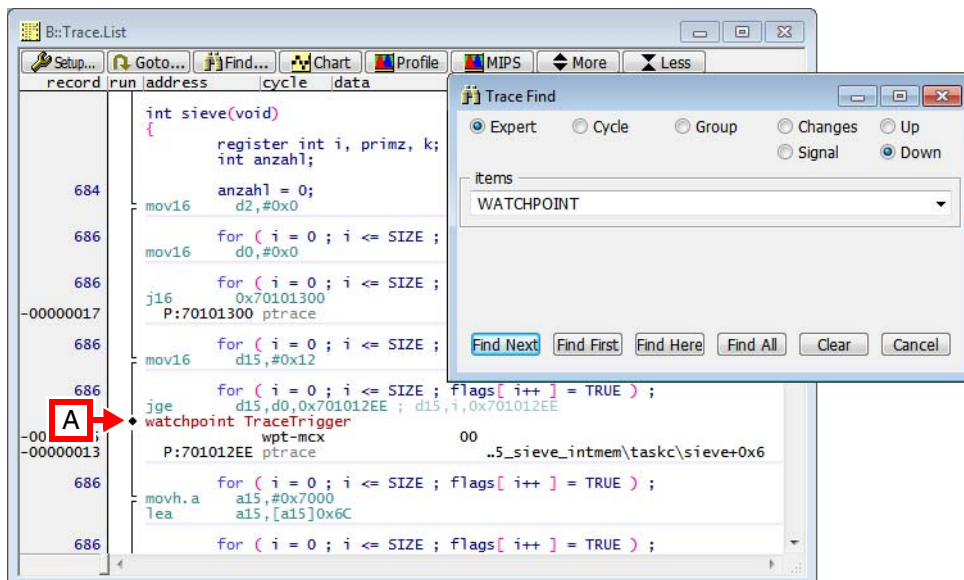 B::Trace.List
Setup... Goto... Find... Chart Profile MIPS More Less
record run address cycle data
int sieve(void)
{
register int i, primz, k;
int anzahl;
684 anzahl = 0;
mov16 d2,#0x0
686 for ( i = 0 ; i <= SIZE ;
mov16 d0,#0x0
686 for ( i = 0 ; i <= SIZE ;
j16 0x70101300
-00000017 P:70101300 ptrace
686 for ( i = 0 ; i <= SIZE ;
mov16 d15,#0x12
686 for ( i = 0 ; i <= SIZE ; flags[ i++ ] = TRUE ) ;
jge d15,d0,0x701012EE ; d15,i,0x701012EE
A
watchpoint TraceTrigger
wpt-mcx 00
-00000013 P:701012EE ptrace ..5_sieve_intmem\taskc\sieve+0x6
686 for ( i = 0 ; i <= SIZE ; flags[ i++ ] = TRUE ) ;
movh.a a15,#0x7000
lea a15,[a15]0x6C
686 for ( i = 0 ; i <= SIZE ; flags[ i++ ] = TRUE ) ;
Trace Find
Expert Cycle Group Changes Up
Signal Down
items
WATCHPOINT
Find Next Find First Find Here Find All Clear Cancel